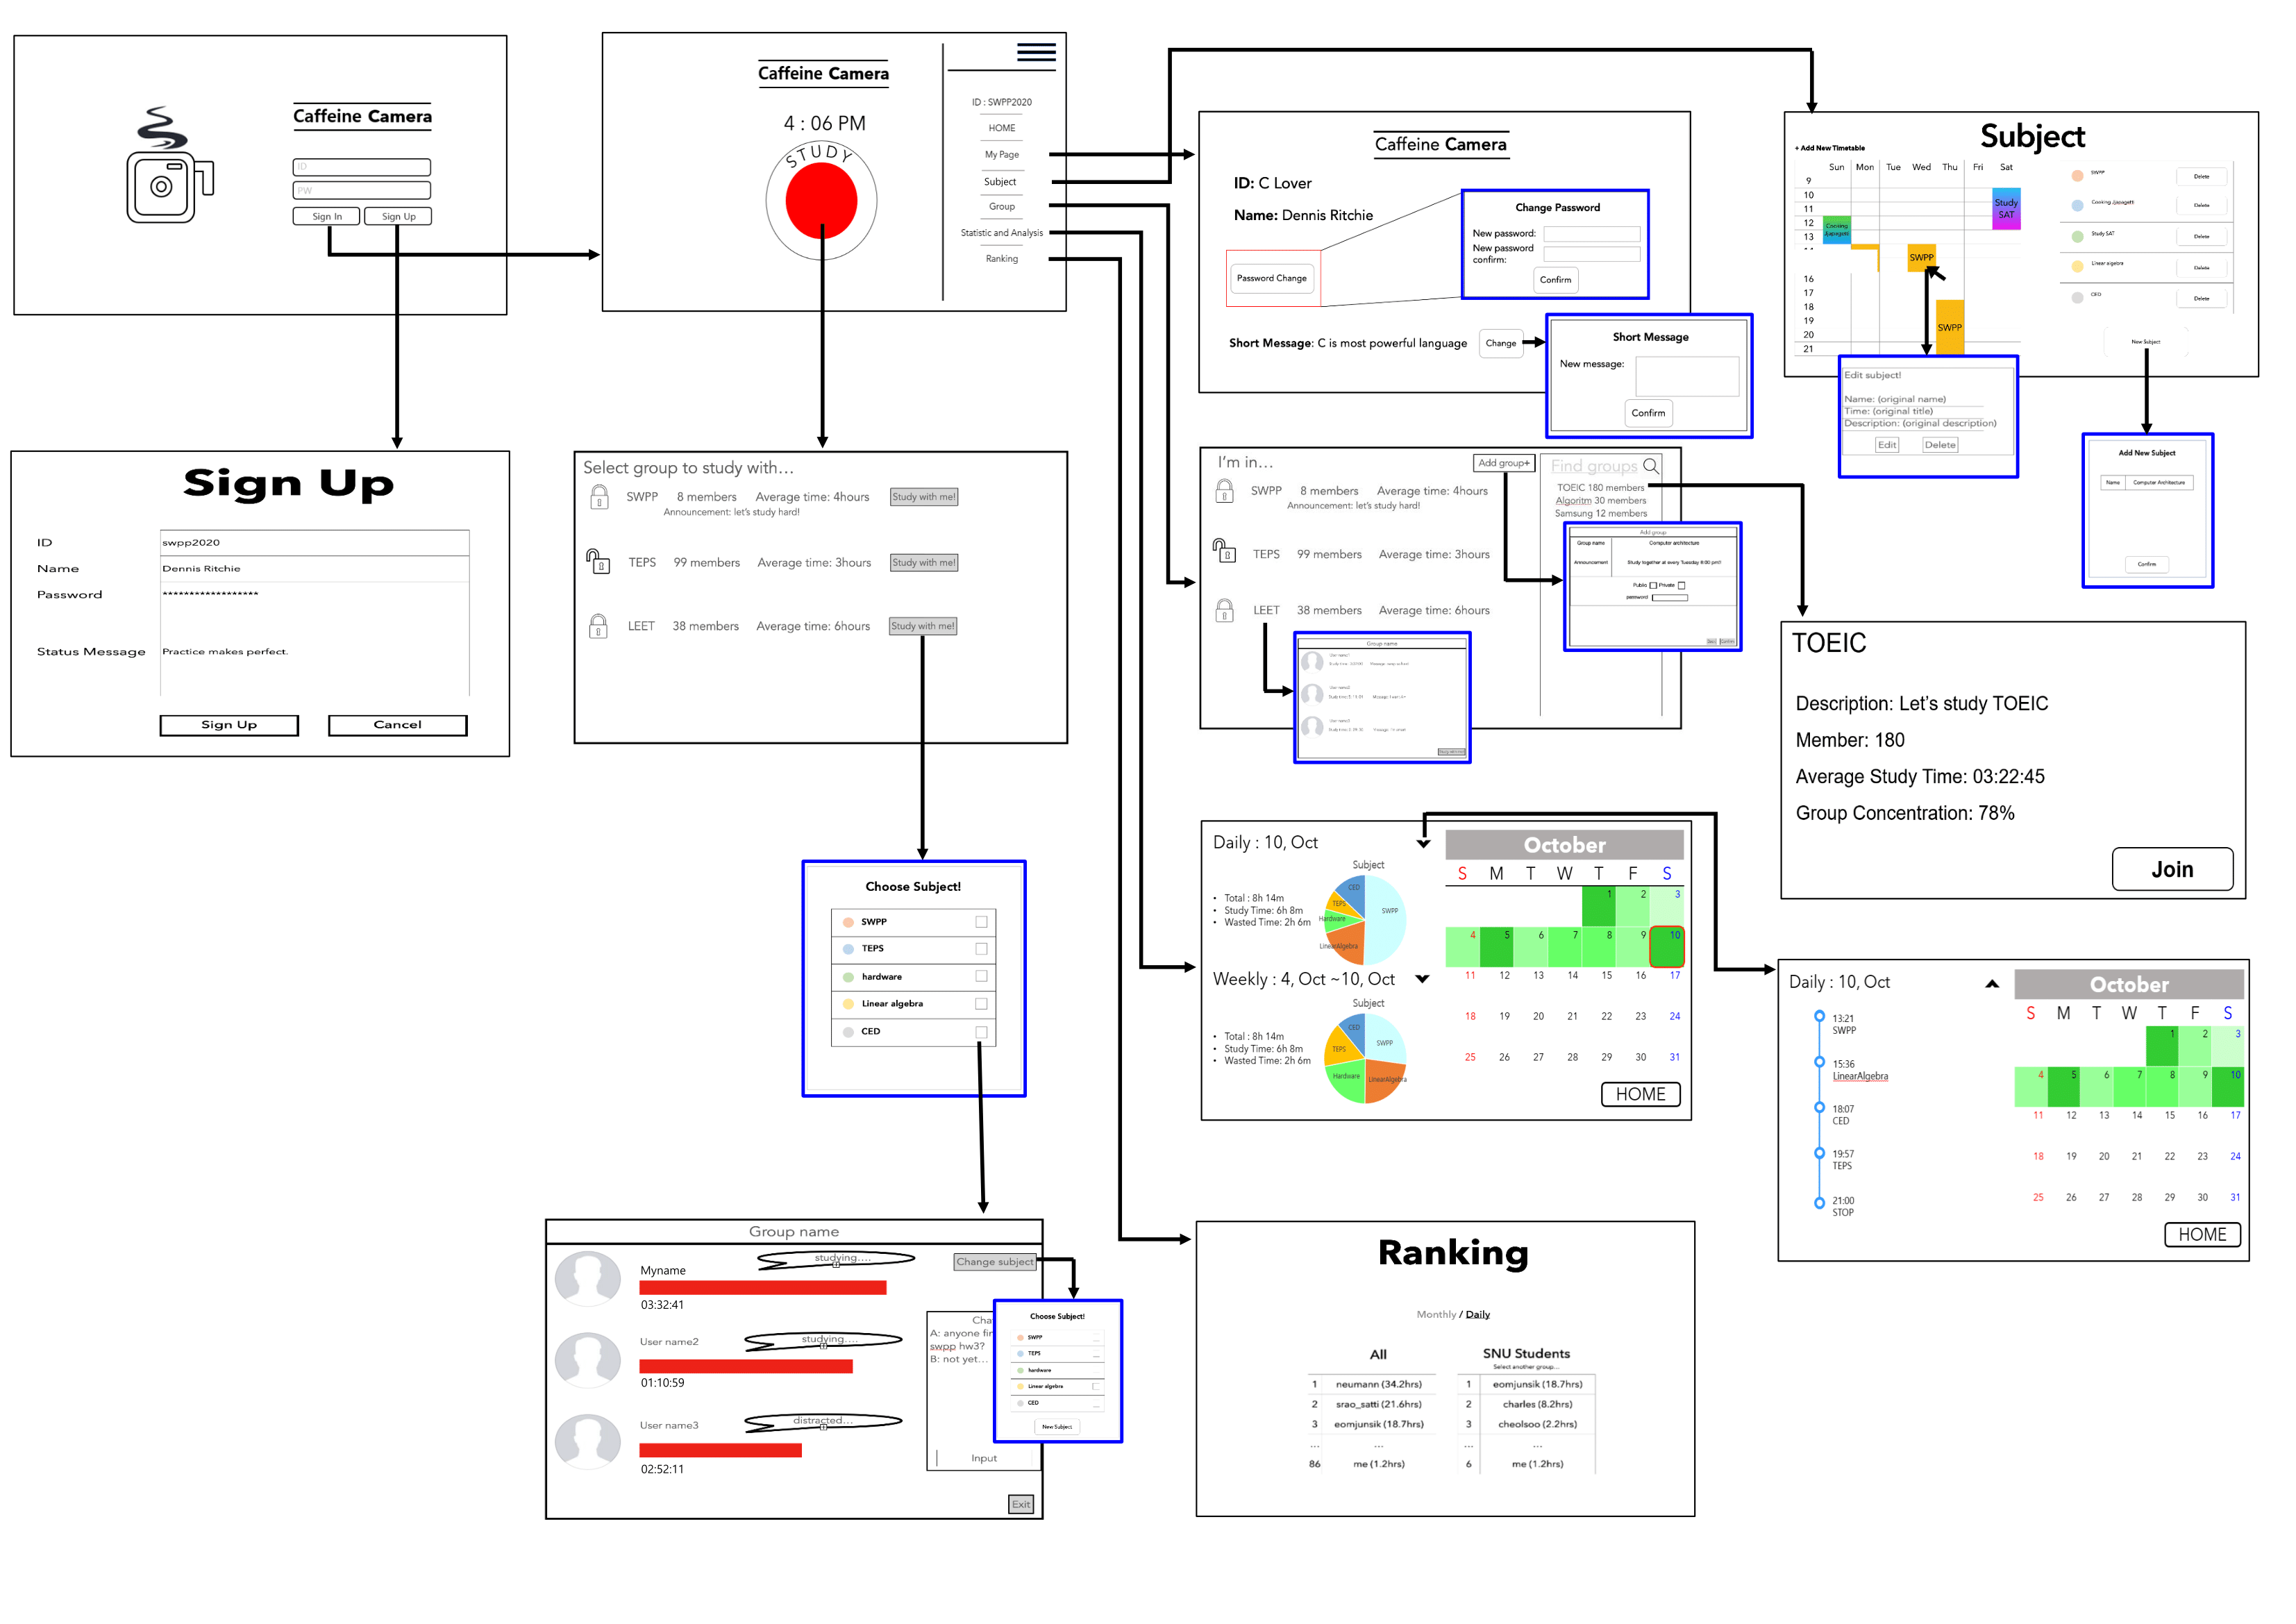 Caffeine Camera
ID
PW
Sign In
Sign Up
Caffeine Camera
4 : 06 PM
STUDY
ID : SWPP2020
HOME
My Page
Subject
Group
Statistic and Analysis
Ranking
Caffeine Camera
ID: C Lover
Name: Dennis Ritchie
Password Change
Change Password
New password:
New password
confirm:
Confirm
Short Message: C is most powerful language
Change
Short Message
New message:
Confirm
Subject
+ Add New Timetable
Sun Mon Tue Wed Thu Fri Sat
9
10
11
12
13
16
17
18
19
20
21
Study
SAT
Cooking
SWPP
SWPP
SWPP
Delete
Cooking Jjapagett
Delete
Study SAT
Delete
Linear algebra
Delete
CED
Delete
New Subject
Edit subject!
Name: (original name)
Time: (original title)
Description: (original description)
Edit
Delete
Add New Subject
Name Computer Architecture
Confirm
Sign Up
ID swpp2020
Name Dennis Ritchie
Password ******************
Status Message Practice makes perfect.
Sign Up
Cancel
Select group to study with...
SWPP 8 members Average time: 4hours Study with me!
Announcement: let's study hard!
TEPS 99 members Average time: 3hours Study with me!
LEET 38 members Average time: 6hours Study with me!
I'm in...
Add group+
SWPP 8 members Average time: 4hours
Announcement: let's study hard!
TEPS 99 members Average time: 3hours
LEET 38 members Average time: 6hours
Find groups
TOEIC 180 members
Algoritm 30 members
Samsung 12 members
Add group
Group name Computer architecture
Announcement Study together at every Tuesday 8:00 pm!!
Public Private
password
Confirm
Group name
User name1
User name2
User name3
TOEIC
Description: Let's study TOEIC
Member: 180
Average Study Time: 03:22:45
Group Concentration: 78%
Join
Choose Subject!
SWPP
TEPS
hardware
Linear algebra
CED
Daily : 10, Oct
Subject
• Total : 8h 14m
• Study Time: 6h 8m
• Wasted Time: 2h 6m
CED
TEPS
Hardware
LinearAlgebra
SWPP
Weekly : 4, Oct ~10, Oct
Subject
• Total : 8h 14m
• Study Time: 6h 8m
• Wasted Time: 2h 6m
CED
TEPS
Hardware
LinearAlgebra
SWPP
October
S M T W T F S
1 2 3
4 5 6 7 8 9 10
11 12 13 14 15 16 17
18 19 20 21 22 23 24
25 26 27 28 29 30 31
HOME
Daily : 10, Oct
13:21
SWPP
15:36
LinearAlgebra
18:07
CED
19:57
TEPS
21:00
STOP
October
S M T W T F S
1 2 3
4 5 6 7 8 9 10
11 12 13 14 15 16 17
18 19 20 21 22 23 24
25 26 27 28 29 30 31
HOME
Group name
Myname
studying....
03:32:41
User name2
studying....
01:10:59
User name3
distracted...
02:52:11
Change subject
Cha
A: anyone fin
swpp hw3?
B: not yet...
Input
Exit
Choose Subject!
SWPP
TEPS
hardware
Linear algebra
CED
New Subject
Ranking
Monthly / Daily
All
1 neumann (34.2hrs)
2 srao_satti (21.6hrs)
3 eomjunsik (18.7hrs)
... ...
86 me (1.2hrs)
SNU Students
Select another group...
1 eomjunsik (18.7hrs)
2 charles (8.2hrs)
3 cheolsoo (2.2hrs)
... ...
6 me (1.2hrs)